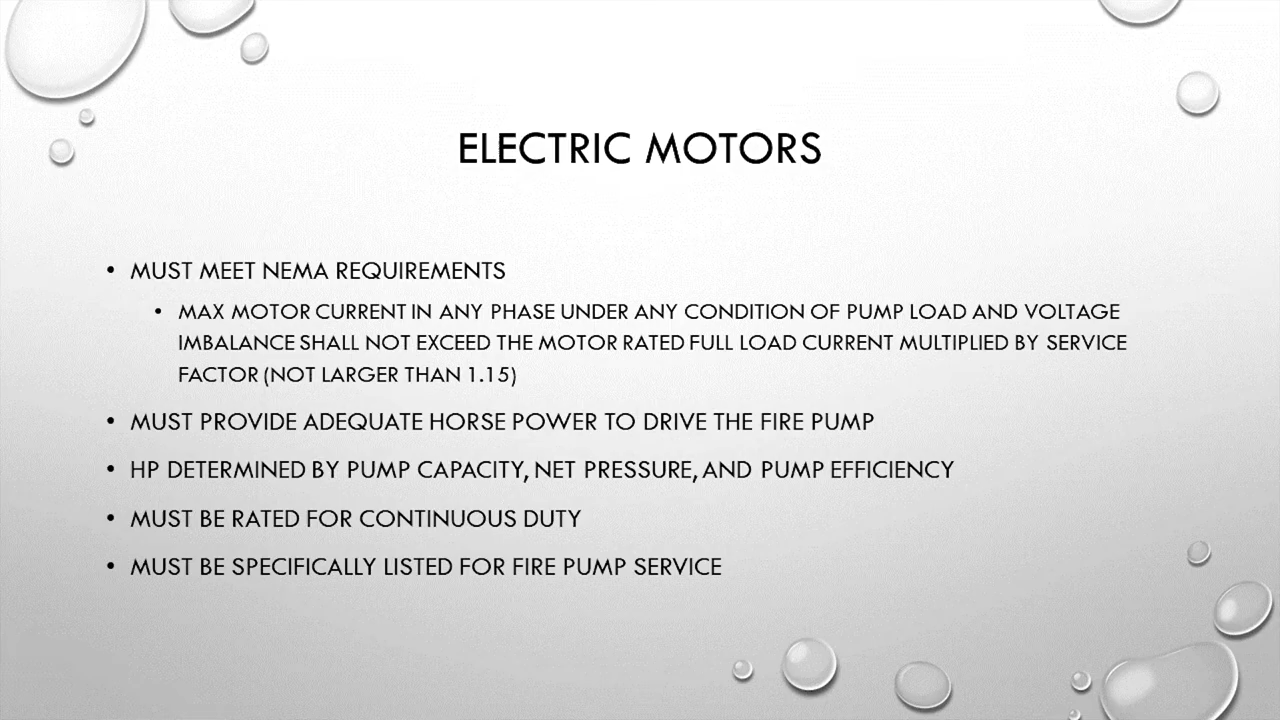 ELECTRIC MOTORS
• MUST MEET NEMA REQUIREMENTS
• MAX MOTOR CURRENT IN ANY PHASE UNDER ANY CONDITION OF PUMP LOAD AND VOLTAGE
IMBALANCE SHALL NOT EXCEED THE MOTOR RATED FULL LOAD CURRENT MULTIPLIED BY SERVICE
FACTOR (NOT LARGER THAN 1.15)
• MUST PROVIDE ADEQUATE HORSE POWER TO DRIVE THE FIRE PUMP
• HP DETERMINED BY PUMP CAPACITY, NET PRESSURE, AND PUMP EFFICIENCY
• MUST BE RATED FOR CONTINUOUS DUTY
• MUST BE SPECIFICALLY LISTED FOR FIRE PUMP SERVICE